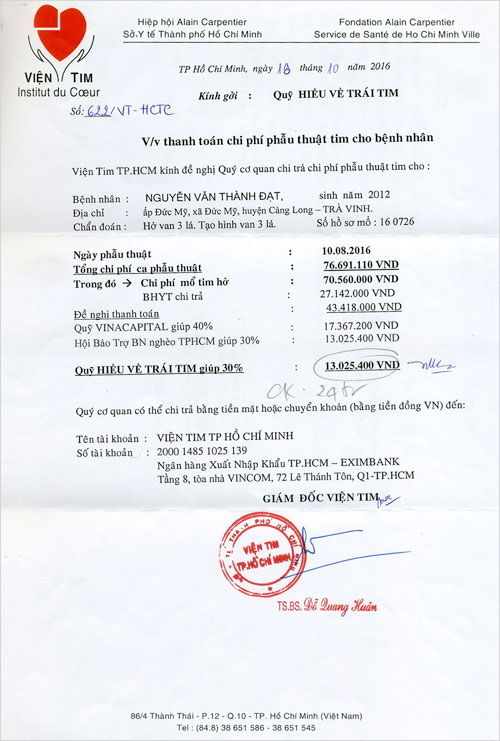 Hiệp hội Alain Carpentier
Sở Y tế Thành phố Hồ Chí Minh
Fondation Alain Carpentier
Service de Santé de Ho Chi Minh Ville
VIỆN TIM
Institut du Cœur
Số: 622/VT-HCTC
TP Hồ Chí Minh, ngày 18 tháng 10 năm 2016
Kính gởi : Quỹ HIỂU VỀ TRÁI TIM
V/v thanh toán chi phí phẫu thuật tim cho bệnh nhân
Viện Tim TP.HCM kính đề nghị Quý cơ quan chi trả chi phí phẫu thuật tim cho :
Bệnh nhân : NGUYỄN VĂN THÀNH ĐẠT, sinh năm 2012
Địa chỉ : ấp Đức Mỹ, xã Đức Mỹ, huyện Càng Long – TRÀ VINH.
Chẩn đoán : Hở van 3 lá. Tạo hình van 3 lá. Số hồ sơ mổ : 16 0726
Ngày phẫu thuật : 10.08.2016
Tổng chi phí ca phẫu thuật : 76.691.110 VND
Trong đó → Chi phí mổ tim hở : 70.560.000 VND
BHYT chi trả : 27.142.000 VND
Đề nghị thanh toán : 43.418.000 VND
Quỹ VINACAPITAL giúp 40% : 17.367.200 VND
Hội Bảo Trợ BN nghèo TPHCM giúp 30% : 13.025.400 VND
Quỹ HIỂU VỀ TRÁI TIM giúp 30% : 13.025.400 VND
CK. 24tr
Quý cơ quan có thể chi trả bằng tiền mặt hoặc chuyển khoản (bằng tiền đồng VN) đến:
Tên tài khoản : VIỆN TIM TP HỒ CHÍ MINH
Số tài khoản : 2000 1485 1025 139
Ngân hàng Xuất Nhập Khẩu TP.HCM – EXIMBANK
Tầng 8, tòa nhà VINCOM, 72 Lê Thánh Tôn, Q1-TP.HCM
GIÁM ĐỐC VIỆN TIM
VIỆN TIM
TP.HỒ CHÍ MINH
TS.BS. Đỗ Quang Huân
86/4 Thành Thái - P.12 - Q.10 - TP. Hồ Chí Minh (Việt Nam)
Tel : (84.8) 38 651 586 - 38 651 545